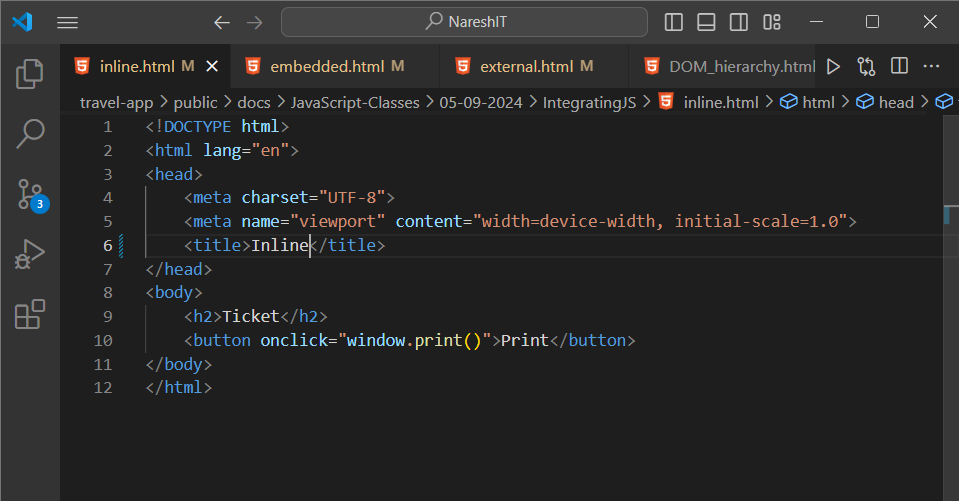 NareshIT
inline.html M embedded.html M external.html M DOM_hierarchy.html
travel-app > public > docs > JavaScript-Classes > 05-09-2024 > IntegratingJS > inline.html > html > head >
1 <!DOCTYPE html>
2 <html lang="en">
3 <head>
4 <meta charset="UTF-8">
5 <meta name="viewport" content="width=device-width, initial-scale=1.0">
6 <title>Inline</title>
7 </head>
8 <body>
9 <h2>Ticket</h2>
10 <button onclick="window.print()">Print</button>
11 </body>
12 </html>
3